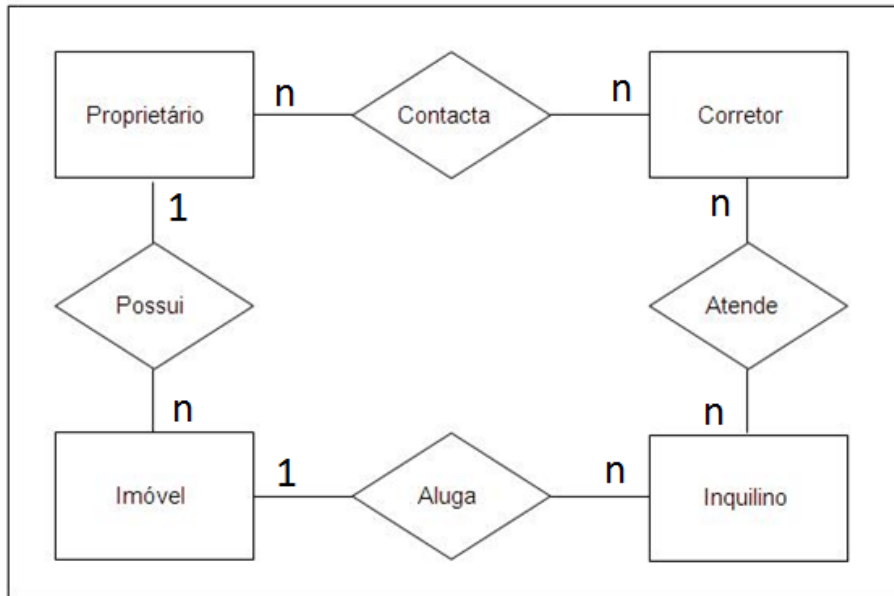 Proprietário
n
Contacta
n
Corretor
1
n
Possui
Atende
n
n
Imóvel
1
Aluga
n
Inquilino